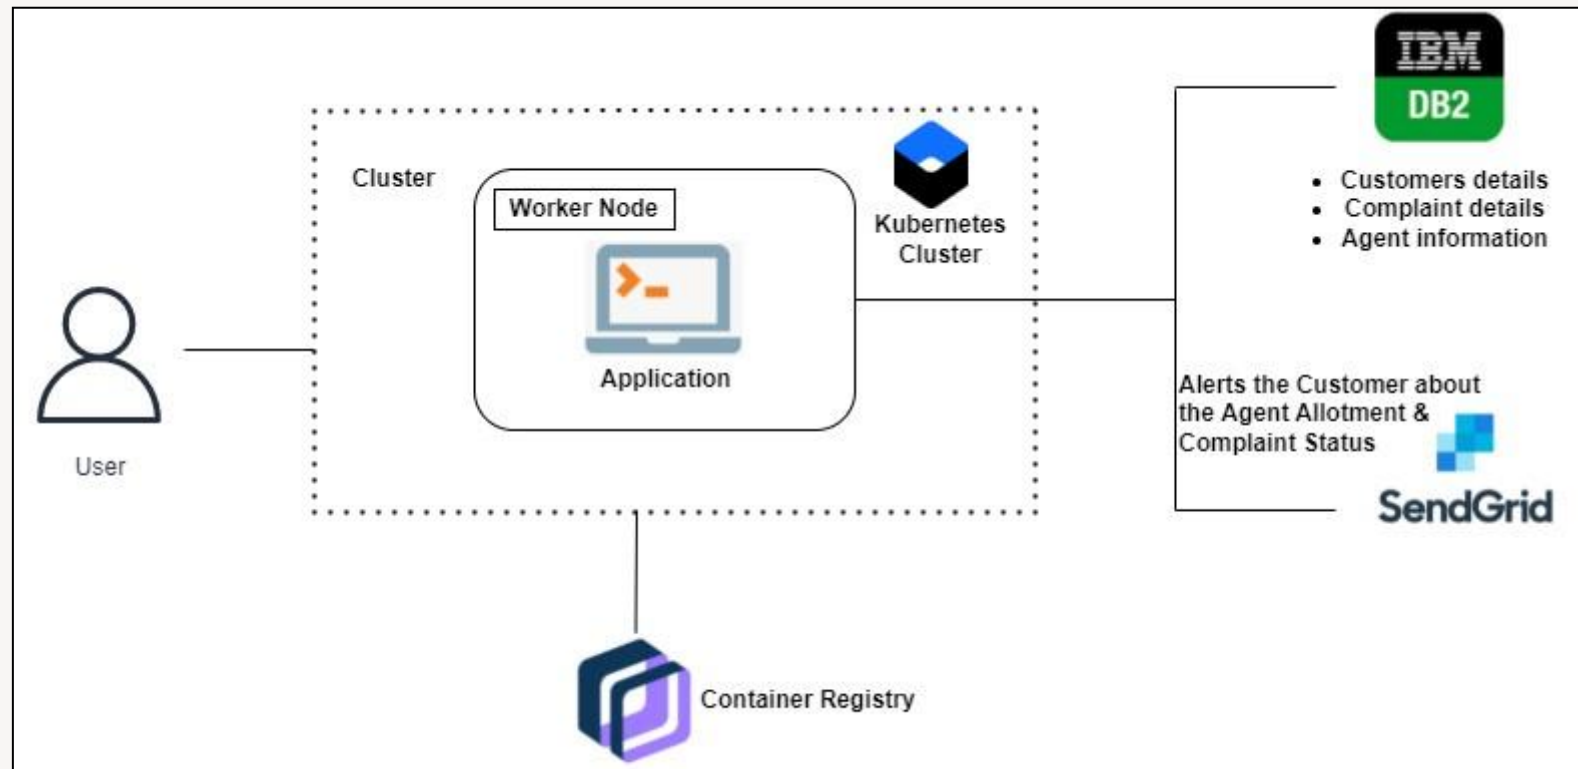 IBM
DB2
• Customers details
• Complaint details
• Agent information
Cluster
Worker Node
Kubernetes
Cluster
Application
User
Alerts the Customer about
the Agent Allotment &
Complaint Status
SendGrid
Container Registry